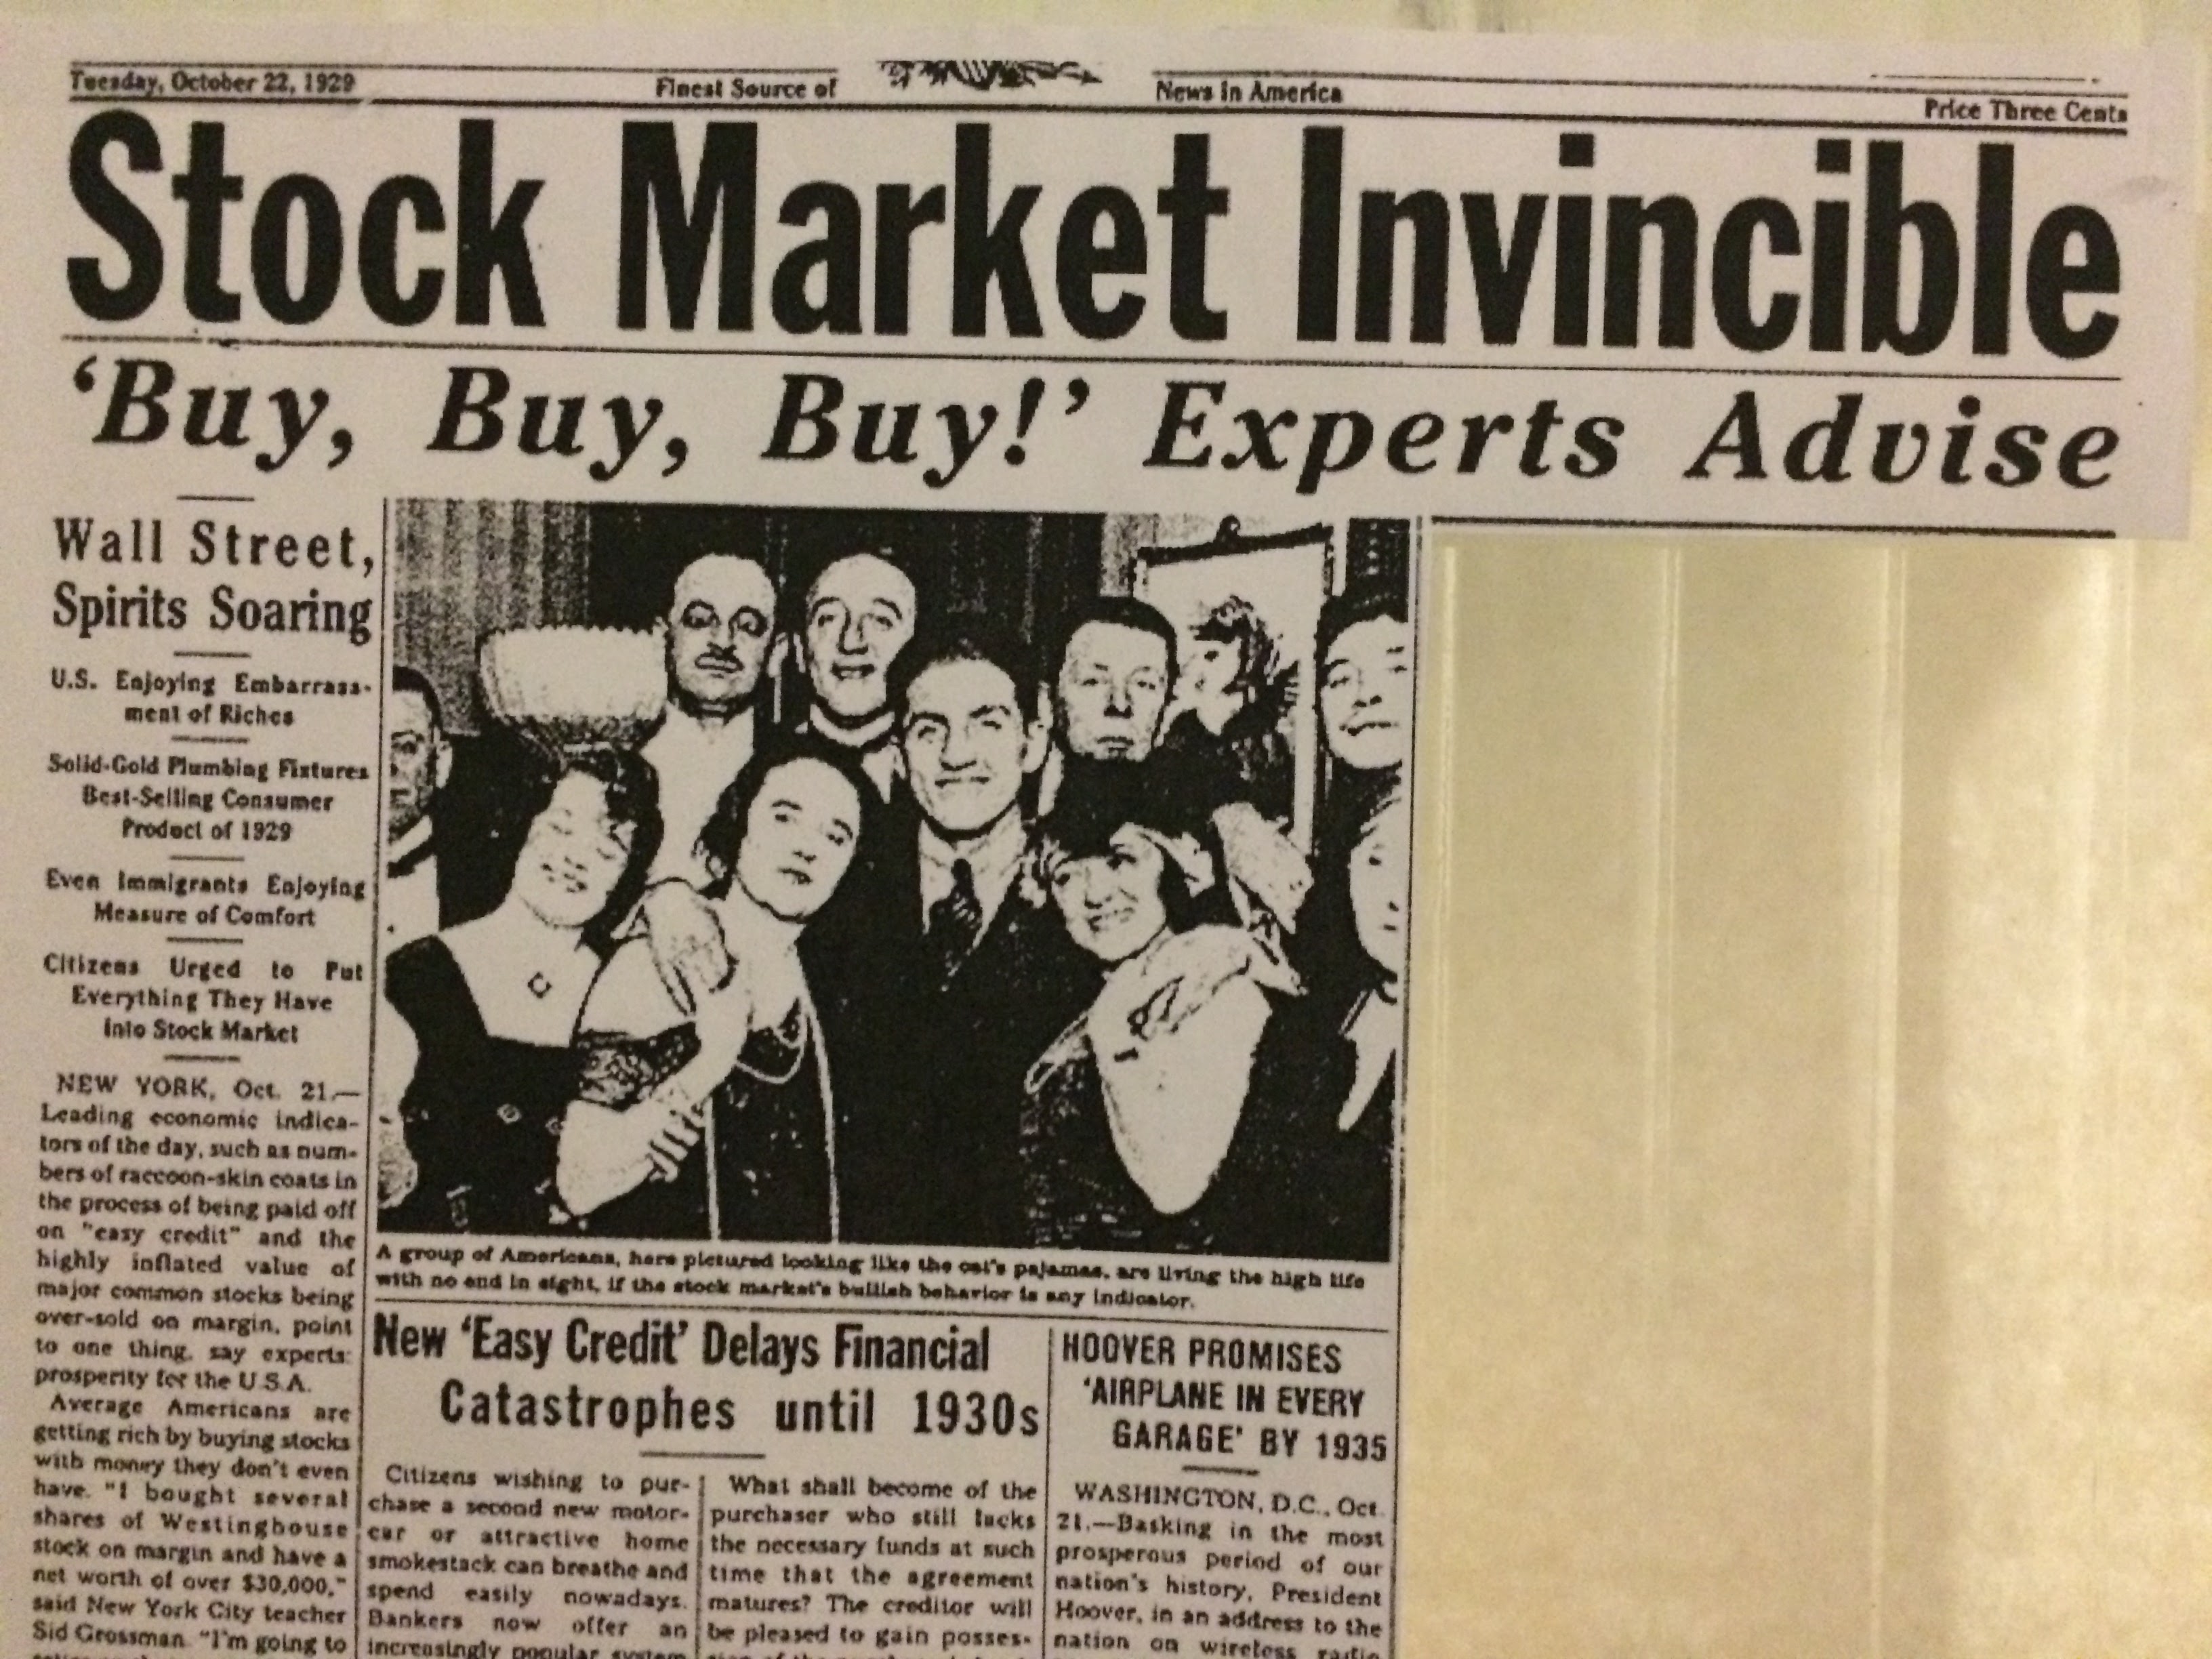 Tuesday, October 22, 1929
Finest Source of
News in America
Price Three Cents
Stock Market Invincible
‘Buy, Buy, Buy!’ Experts Advise
Wall Street,
Spirits Soaring
U.S. Enjoying Embarrass-
ment of Riches
Solid-Gold Plumbing Fixtures
Best-Selling Consumer
Product of 1929
Even Immigrants Enjoying
Measure of Comfort
Citizens Urged to Put
Everything They Have
Into Stock Market
NEW YORK, Oct. 21.—
Leading economic indica-
tors of the day, such as num-
bers of raccoon-skin coats in
the process of being paid off
on "easy credit" and the
highly inflated value of
major common stocks being
over-sold on margin, point
to one thing, say experts:
prosperity for the U.S.A.
Average Americans are
getting rich by buying stocks
with money they don't even
have. "I bought several
shares of Westinghouse
stock on margin and have a
net worth of over $30,000,"
said New York City teacher
Sid Grossman. "I'm going to
A group of Americans, here pictured looking like the cat's pajamas, are living the high life
with no end in sight, if the stock market's bullish behavior is any indicator.
New ‘Easy Credit’ Delays Financial
Catastrophes until 1930s
Citizens wishing to pur-
chase a second new motor-
car or attractive home
smokestack can breathe and
spend easily nowadays.
Bankers now offer an
increasingly popular system
What shall become of the
purchaser who still lacks
the necessary funds at such
time that the agreement
matures? The creditor will
be pleased to gain posses-
HOOVER PROMISES
‘AIRPLANE IN EVERY
GARAGE’ BY 1935
WASHINGTON, D.C., Oct.
21.—Basking in the most
prosperous period of our
nation's history, President
Hoover, in an address to the
nation on wireless radio